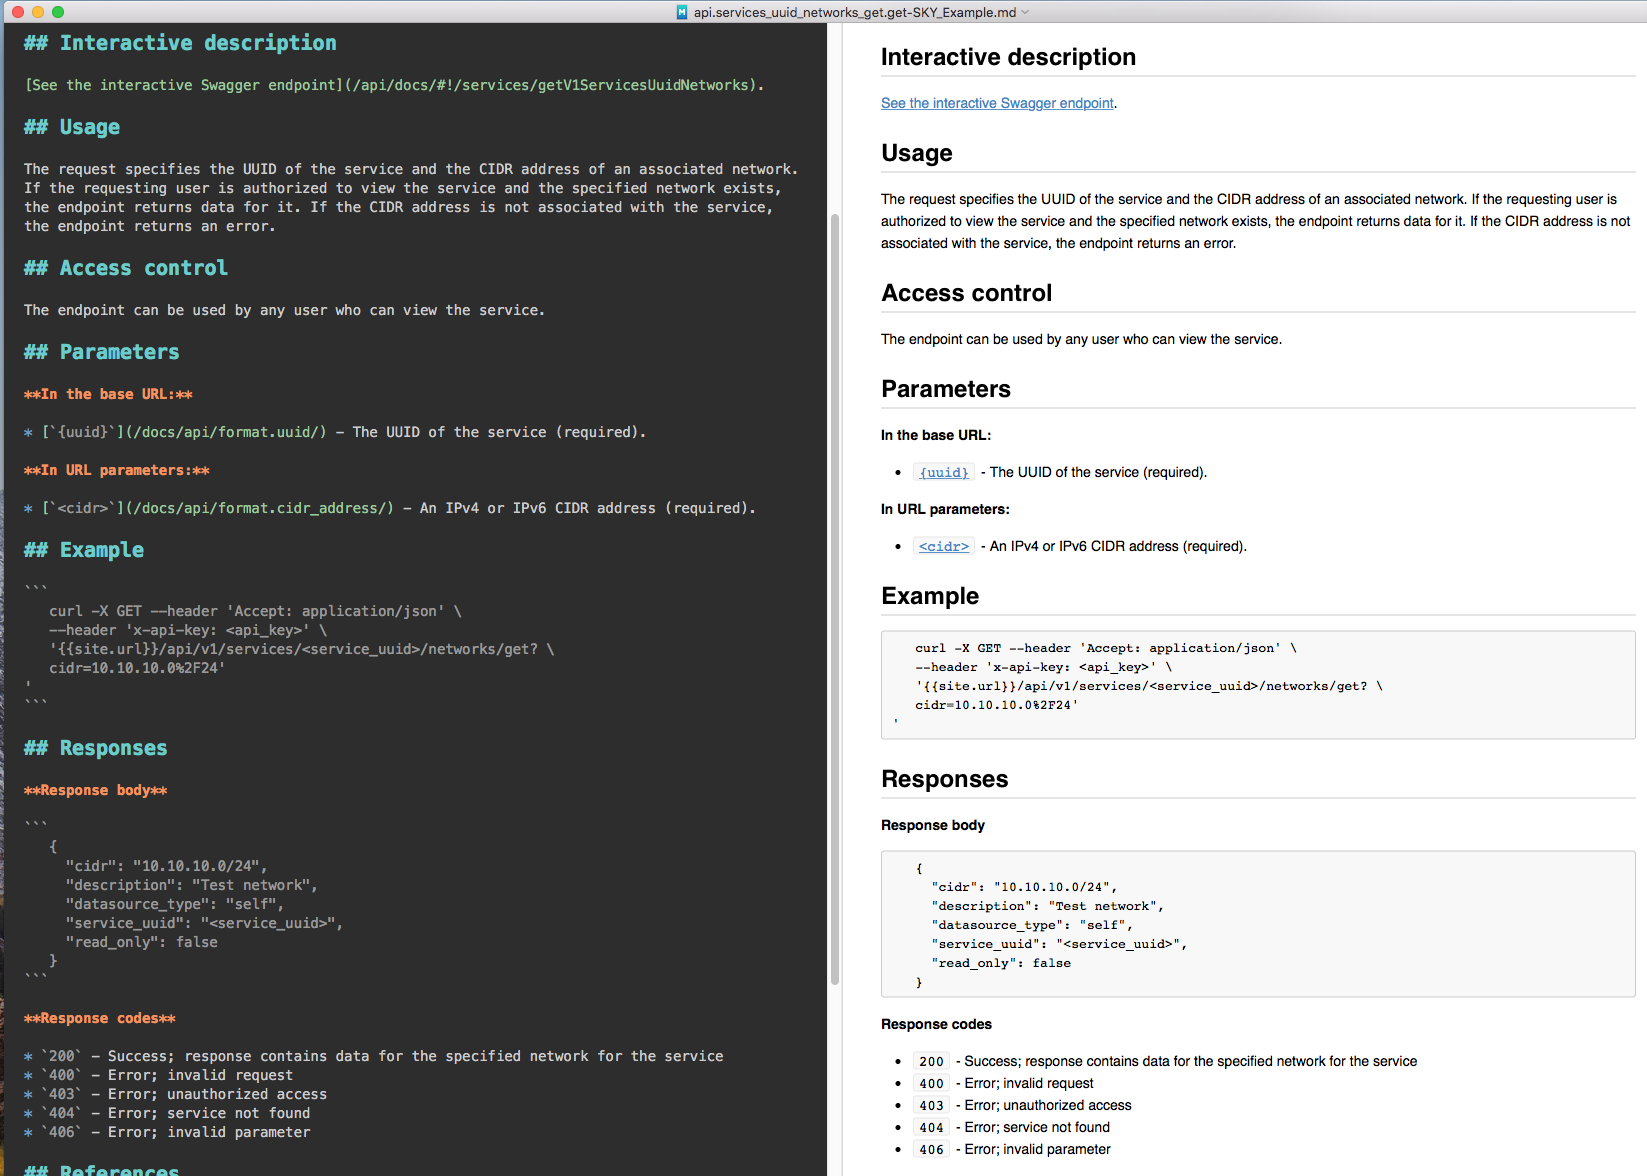 api.services_uuid_networks_get.get-SKY_Example.md
## Interactive description
[See the interactive Swagger endpoint](/api/docs/#!/services/getV1ServicesUuidNetworks).
## Usage
The request specifies the UUID of the service and the CIDR address of an associated network.
If the requesting user is authorized to view the service and the specified network exists,
the endpoint returns data for it. If the CIDR address is not associated with the service,
the endpoint returns an error.
## Access control
The endpoint can be used by any user who can view the service.
## Parameters
**In the base URL:**
* [`{uuid}`](/docs/api/format.uuid/) - The UUID of the service (required).
**In URL parameters:**
* [`<cidr>`](/docs/api/format.cidr_address/) - An IPv4 or IPv6 CIDR address (required).
## Example
```
curl -X GET --header 'Accept: application/json' \
--header 'x-api-key: <api_key>' \
'{{site.url}}/api/v1/services/<service_uuid>/networks/get? \
cidr=10.10.10.0%2F24'
'
```
## Responses
**Response body**
```
{
"cidr": "10.10.10.0/24",
"description": "Test network",
"datasource_type": "self",
"service_uuid": "<service_uuid>",
"read_only": false
}
```
**Response codes**
* `200` - Success; response contains data for the specified network for the service
* `400` - Error; invalid request
* `403` - Error; unauthorized access
* `404` - Error; service not found
* `406` - Error; invalid parameter
## References
Interactive description
See the interactive Swagger endpoint.
Usage
The request specifies the UUID of the service and the CIDR address of an associated network. If the requesting user is
authorized to view the service and the specified network exists, the endpoint returns data for it. If the CIDR address is not
associated with the service, the endpoint returns an error.
Access control
The endpoint can be used by any user who can view the service.
Parameters
In the base URL:
• {uuid} - The UUID of the service (required).
In URL parameters:
• <cidr> - An IPv4 or IPv6 CIDR address (required).
Example
curl -X GET --header 'Accept: application/json' \
--header 'x-api-key: <api_key>' \
'{{site.url}}/api/v1/services/<service_uuid>/networks/get? \
cidr=10.10.10.0%2F24'
'
Responses
Response body
{
"cidr": "10.10.10.0/24",
"description": "Test network",
"datasource_type": "self",
"service_uuid": "<service_uuid>",
"read_only": false
}
Response codes
• 200 - Success; response contains data for the specified network for the service
• 400 - Error; invalid request
• 403 - Error; unauthorized access
• 404 - Error; service not found
• 406 - Error; invalid parameter